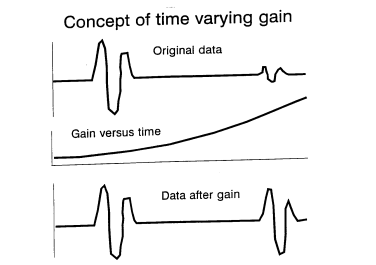 Concept of time varying gain
Original data
Gain versus time
Data after gain